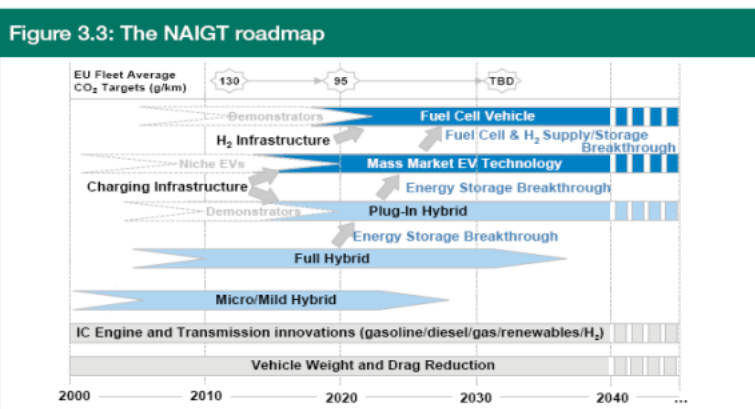 Figure 3.3: The NAIGT roadmap
EU Fleet Average
CO₂ Targets (g/km)
130
95
TBD
Demonstrators
Fuel Cell Vehicle
H₂ Infrastructure
Fuel Cell & H₂ Supply/Storage
Breakthrough
Niche EVs
Mass Market EV Technology
Charging Infrastructure
Energy Storage Breakthrough
Demonstrators
Plug-In Hybrid
Energy Storage Breakthrough
Full Hybrid
Micro/Mild Hybrid
IC Engine and Transmission innovations (gasoline/diesel/gas/renewables/H₂)
Vehicle Weight and Drag Reduction
2000 2010 2020 2030 2040 ...